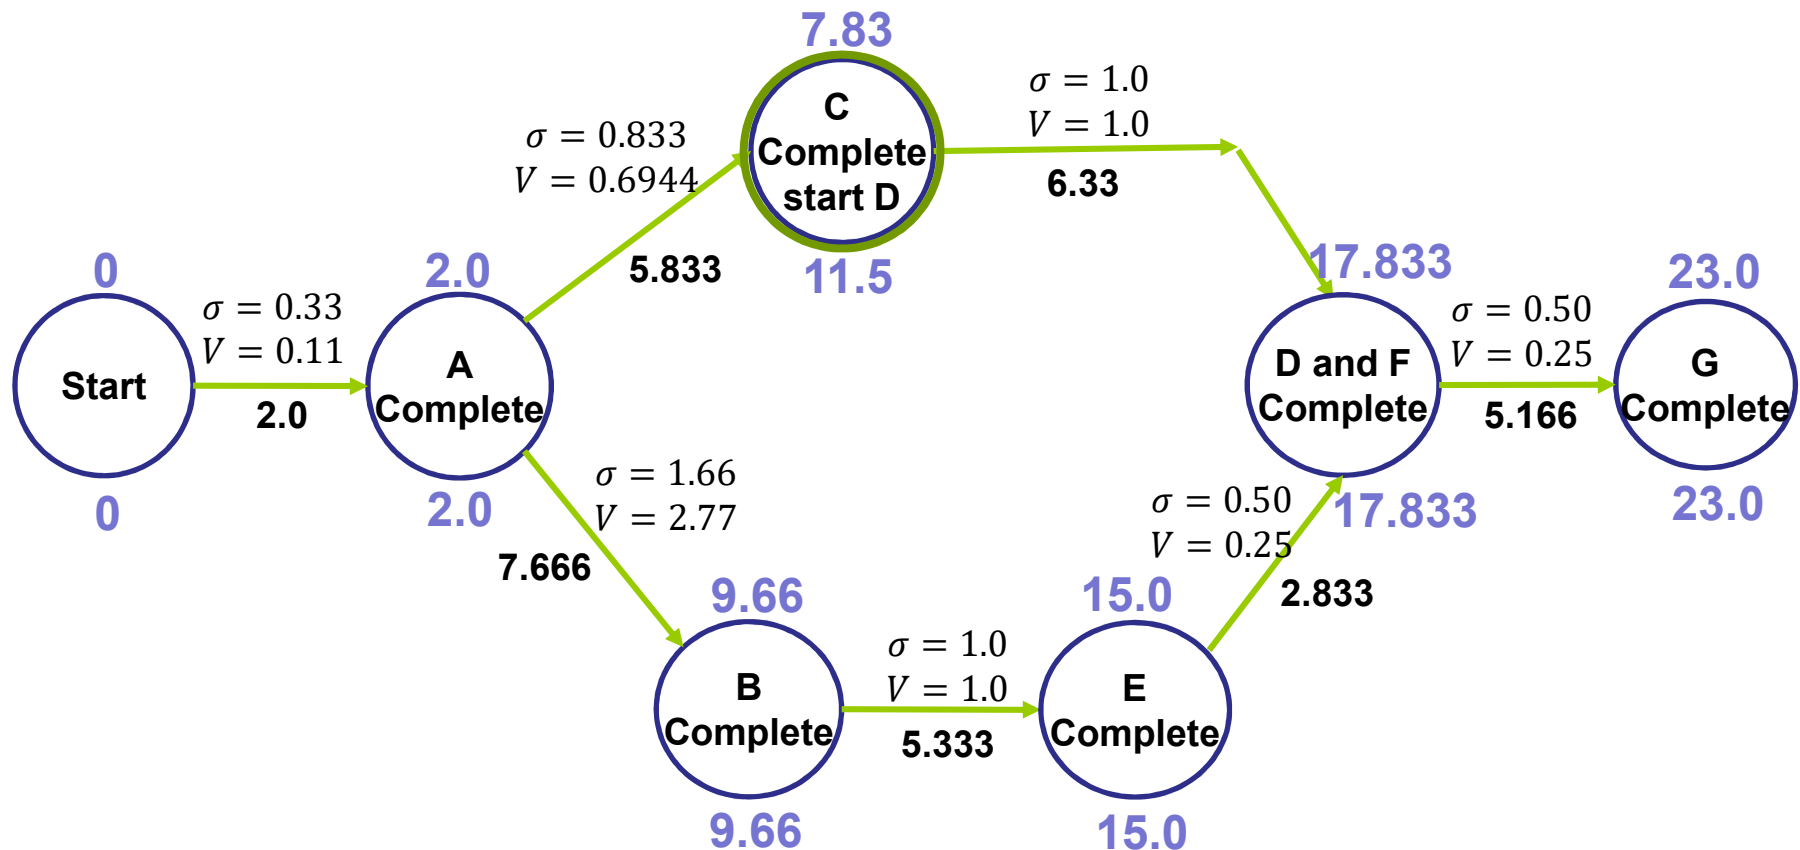 7.83
C
Complete
start D
11.5
σ = 1.0
V = 1.0
6.33
σ = 0.833
V = 0.6944
5.833
0
Start
0
σ = 0.33
V = 0.11
2.0
2.0
A
Complete
2.0
17.833
D and F
Complete
17.833
σ = 0.50
V = 0.25
5.166
23.0
G
Complete
23.0
σ = 1.66
V = 2.77
7.666
9.66
B
Complete
9.66
σ = 1.0
V = 1.0
5.333
15.0
E
Complete
15.0
σ = 0.50
V = 0.25
2.833